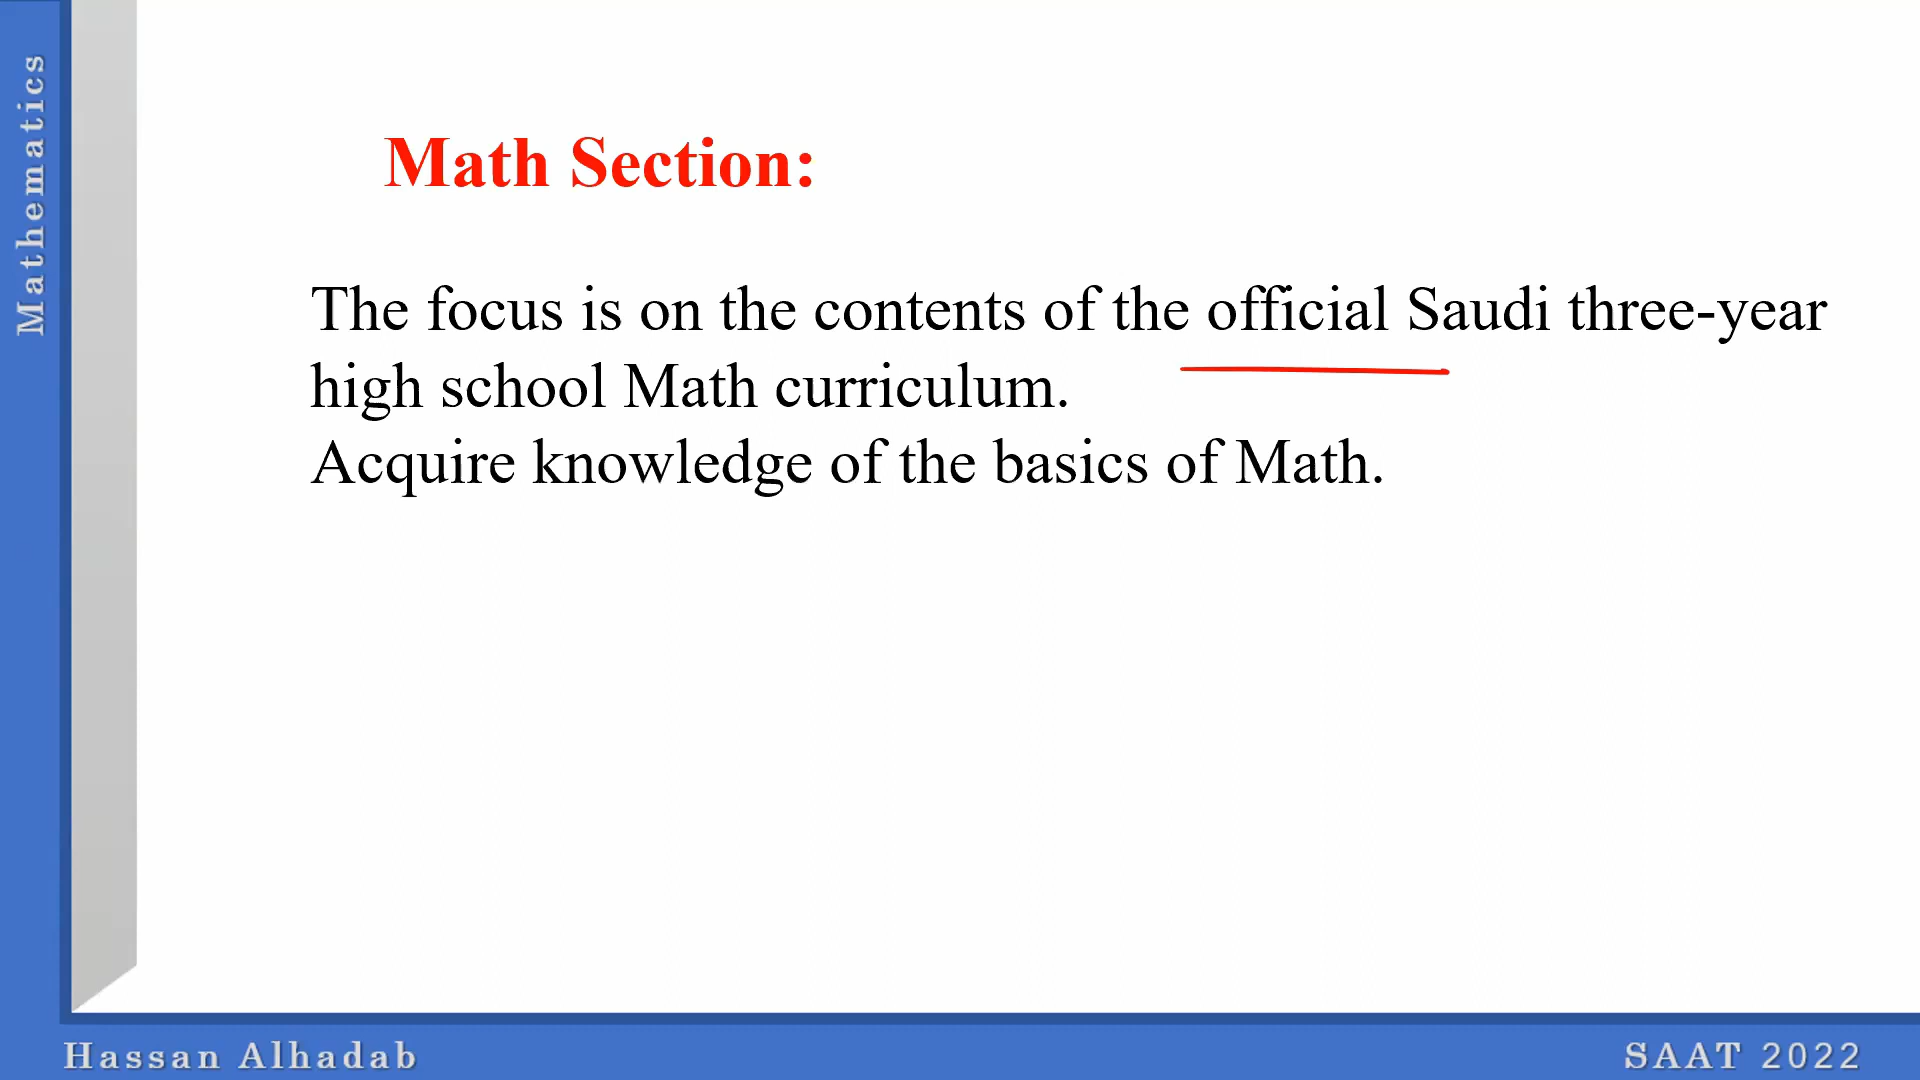 Mathematics
Math Section:
The focus is on the contents of the official Saudi three-year
high school Math curriculum.
Acquire knowledge of the basics of Math.
Hassan Alhadab
SAAT 2022